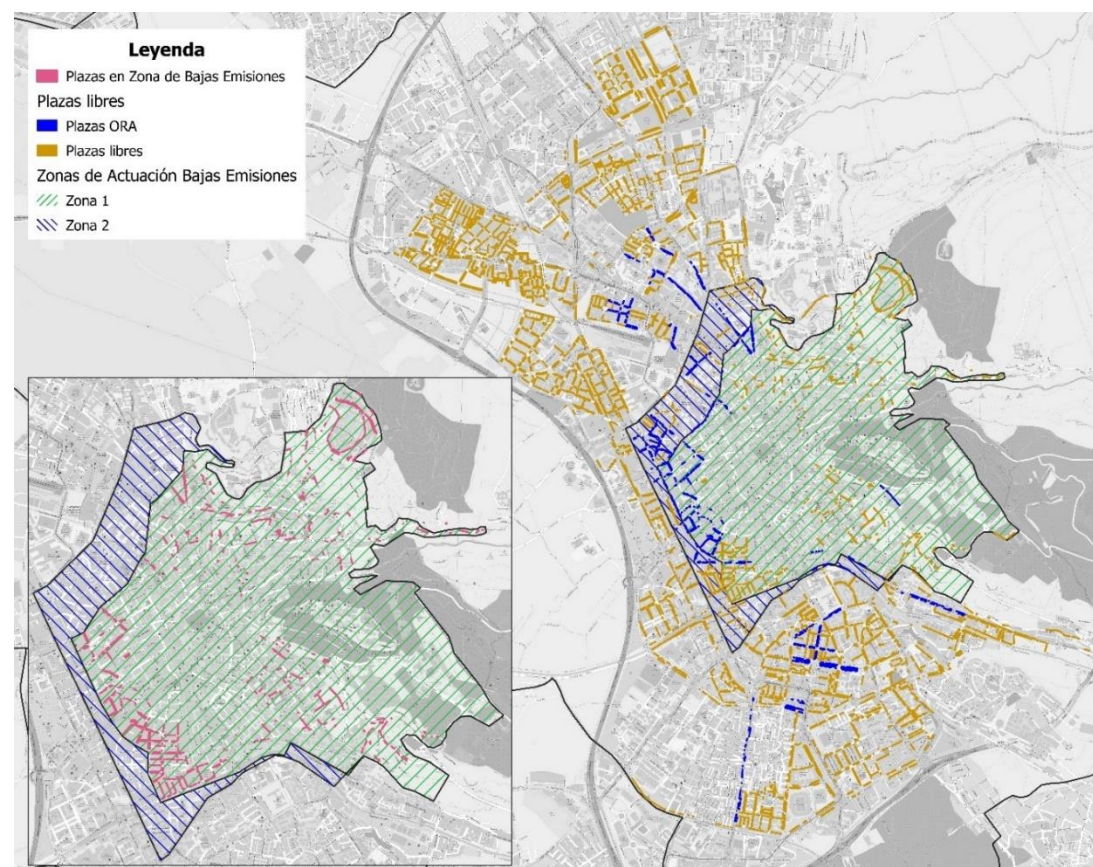 Leyenda
Plazas en Zona de Bajas Emisiones
Plazas libres
Plazas ORA
Plazas libres
Zonas de Actuación Bajas Emisiones
Zona 1
Zona 2